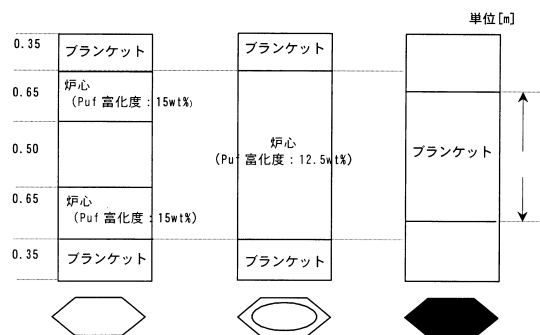 単位[m]
0.35
ブランケット
ブランケット
0.65
炉心
(Puf 富化度:15wt%)
0.50
炉心
(Puf 富化度:12.5wt%)
ブランケット
0.65
炉心
(Puf 富化度:15wt%)
0.35
ブランケット
ブランケット